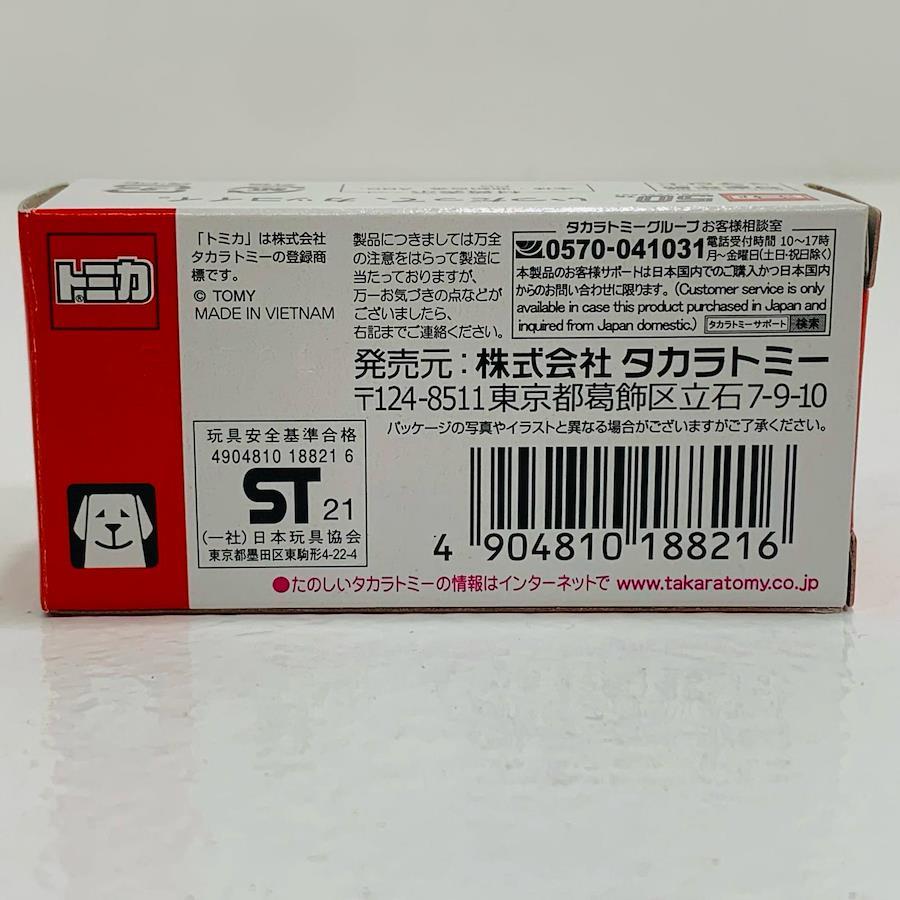 トミカ
「トミカ」は株式会社
タカラトミーの登録商
標です。
© TOMY
MADE IN VIETNAM
製品につきましては万全
の注意をはらって製造に
当たっておりますが、
万一お気づきの点などが
ございましたら、
右記までご連絡ください。
タカラトミーグループ お客様相談室
0570-041031 電話受付時間 10〜17時
月〜金曜日(土日・祝日除く)
本製品のお客様サポートは日本国内でのご購入かつ日本国内
からのお問い合わせに限ります。(Customer service is only
available in case this product purchased in Japan and
inquired from Japan domestic.) タカラトミーサポート 検索
発売元:株式会社 タカラトミー
〒124-8511 東京都葛飾区立石7-9-10
パッケージの写真やイラストと異なる場合がございますがご了承ください。
玩具安全基準合格
4904810 18821 6
ST 21
(一社)日本玩具協会
東京都墨田区東駒形4-22-4
4 904810 188216
●たのしいタカラトミーの情報はインターネットで www.takaratomy.co.jp